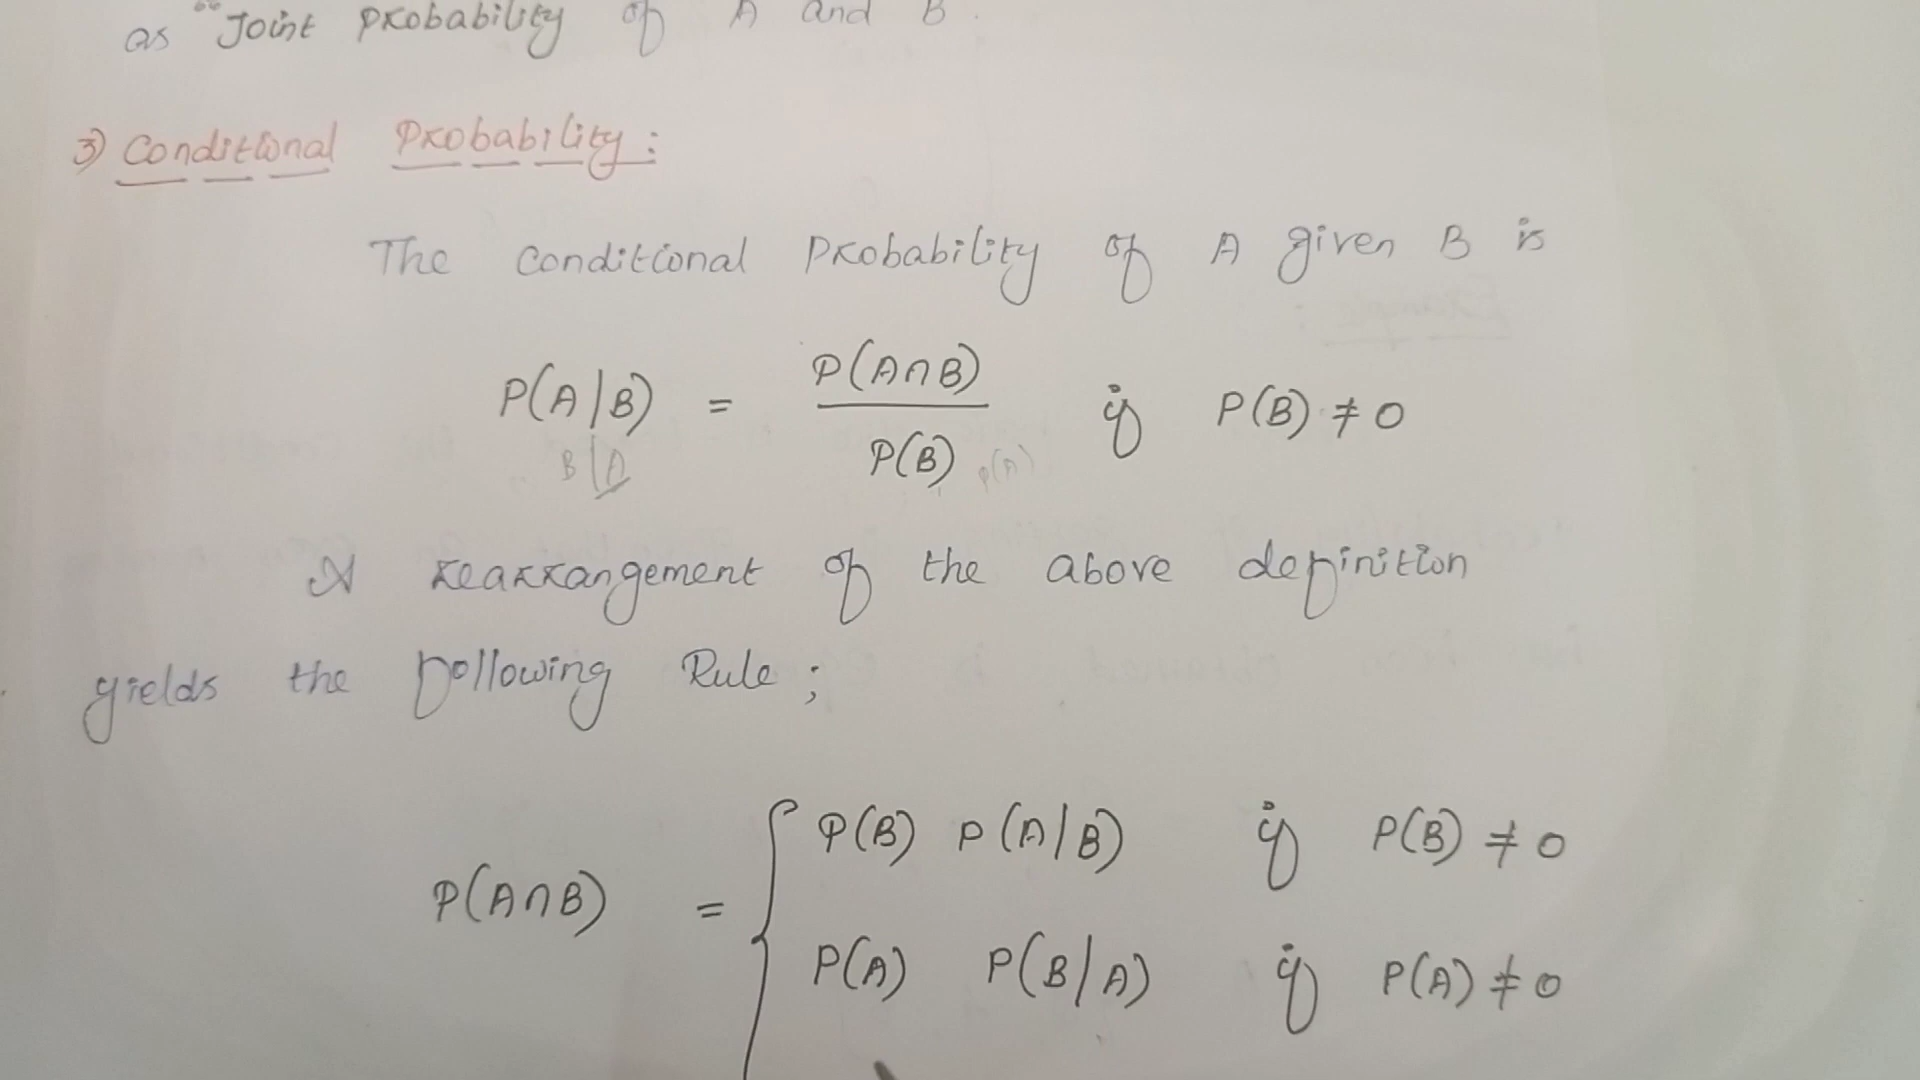 as "Joint Probability of A and B
3) Conditional Probability:
The conditional Probability of A given B is
P(A|B) = P(A∩B) / P(B) if P(B) ≠ 0
B|A P(A)
A rearrangement of the above definition
yields the following Rule;
P(A∩B) = { P(B) P(A|B) if P(B) ≠ 0
P(A) P(B/A) if P(A) ≠ 0